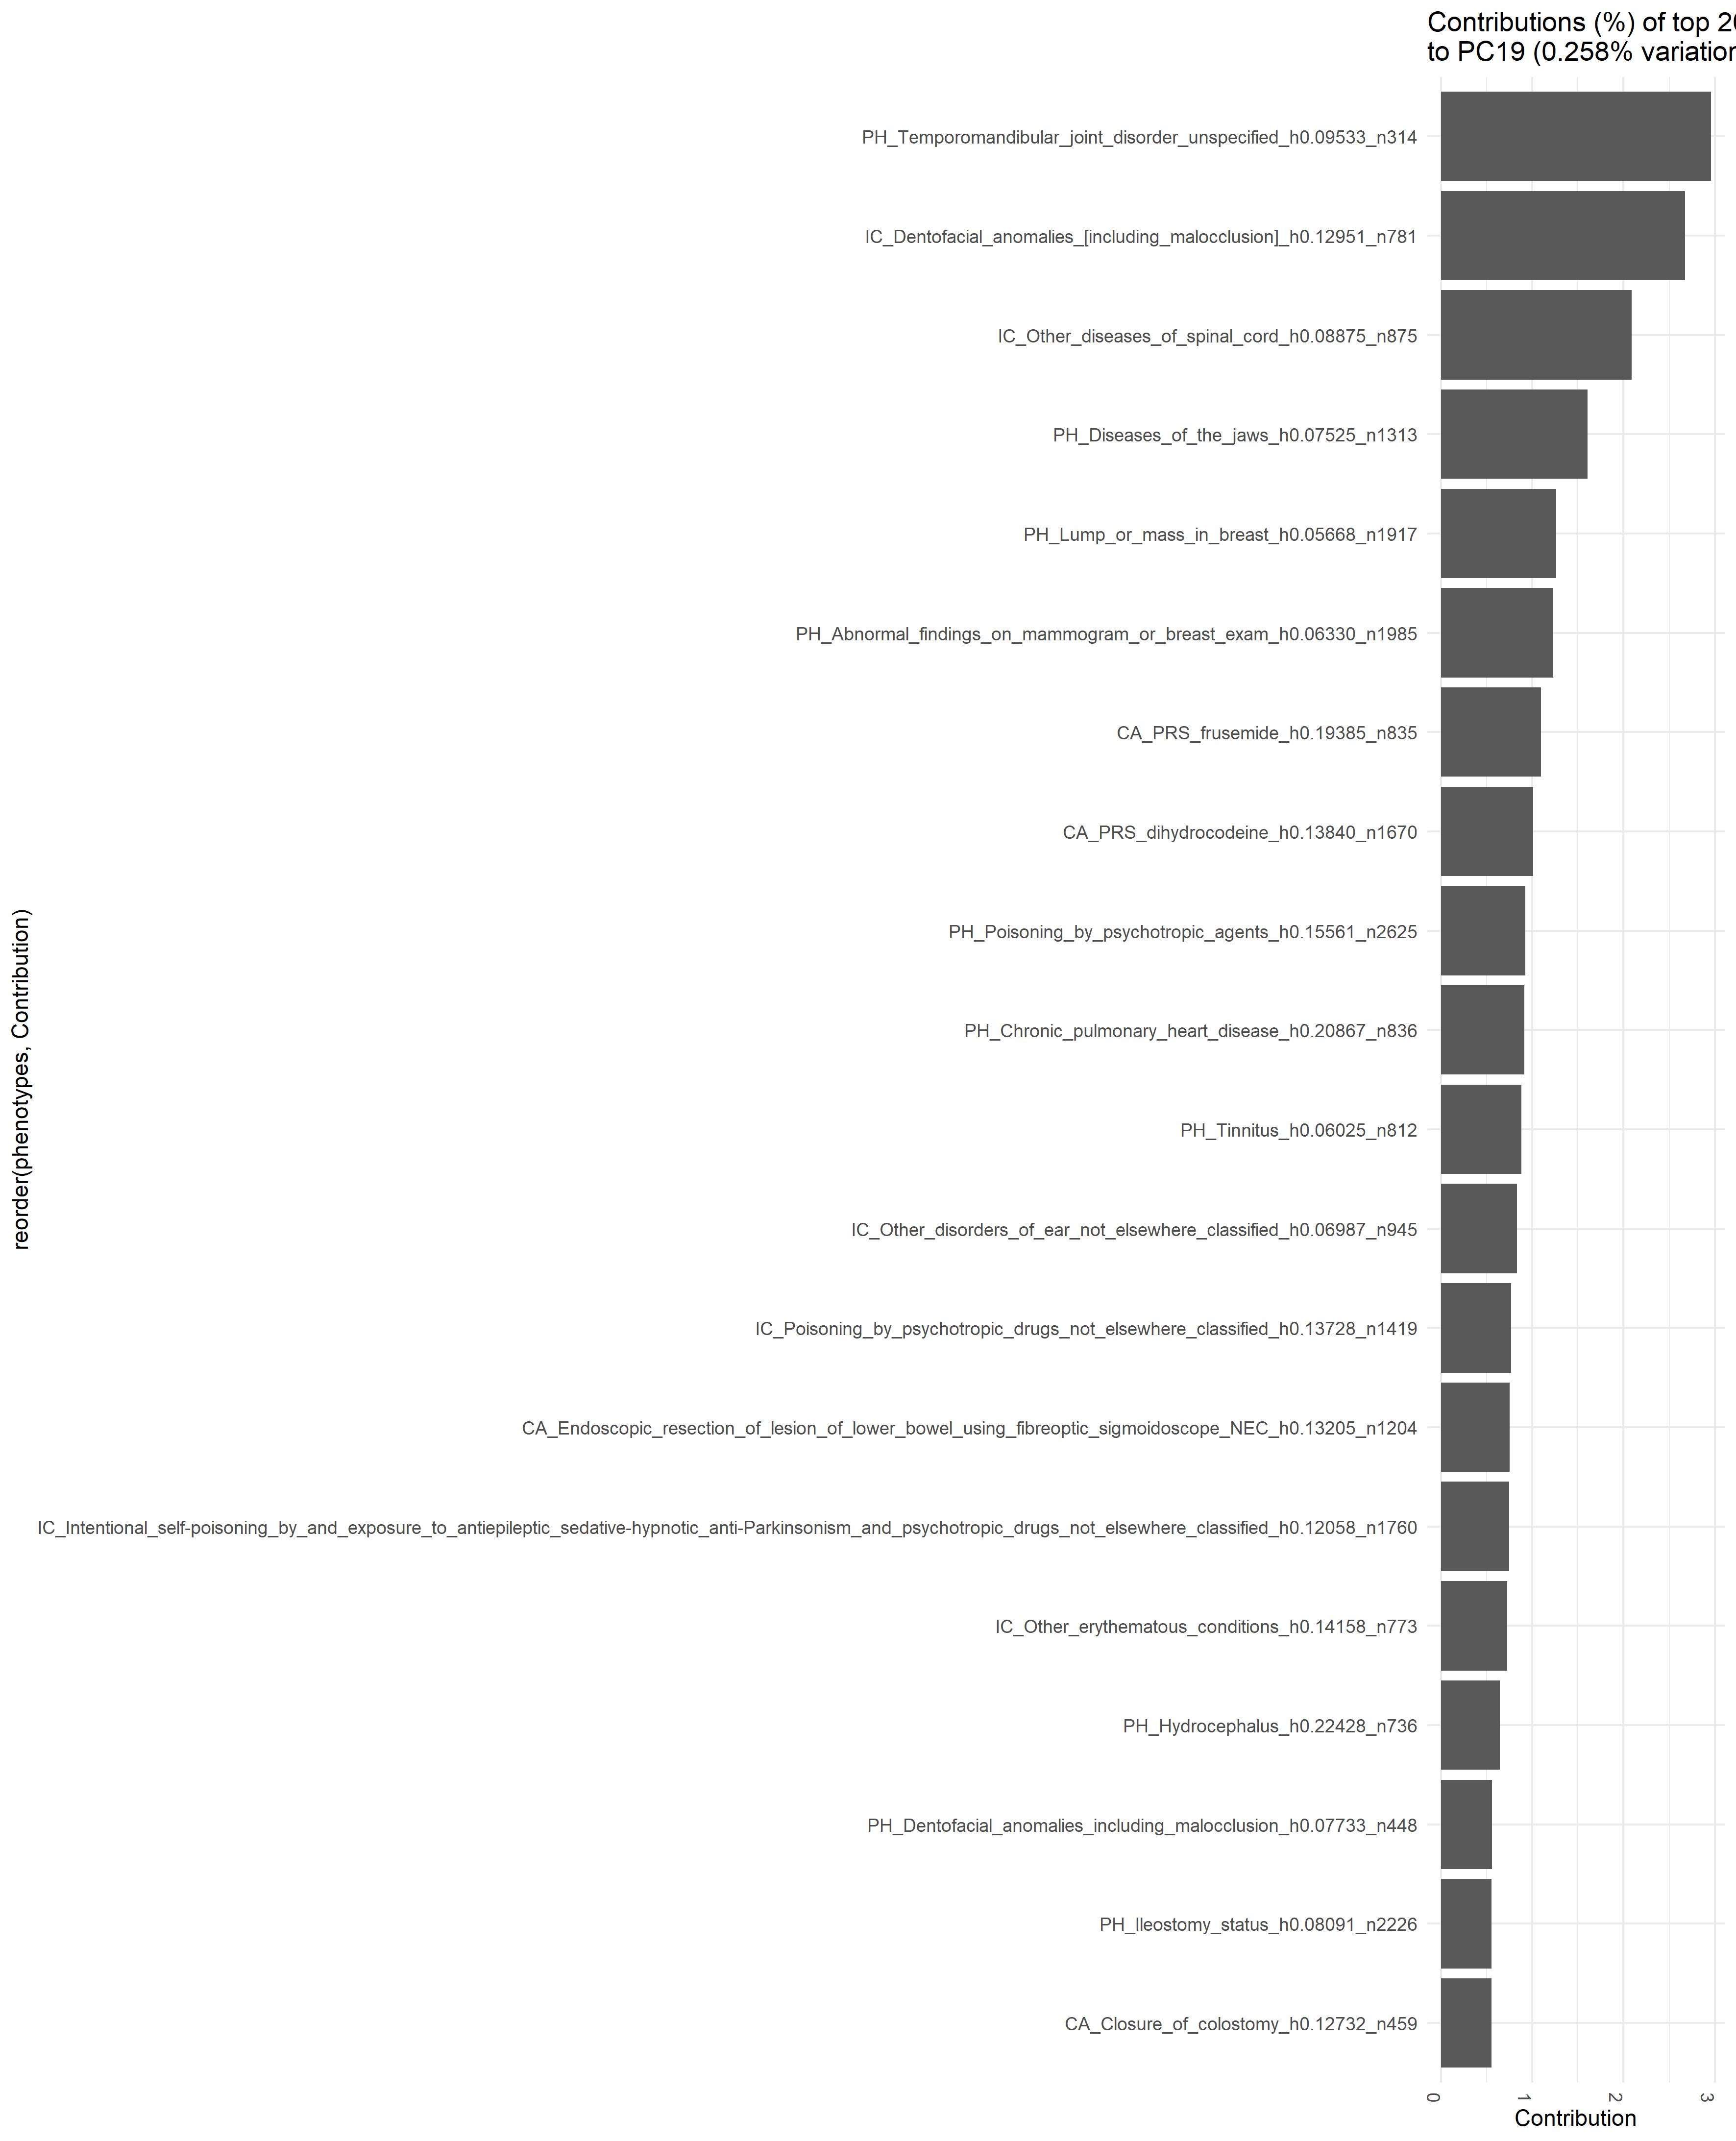 Contributions (%) of top 20
to PC19 (0.258% variation
PH_Temporomandibular_joint_disorder_unspecified_h0.09533_n314
IC_Dentofacial_anomalies_[including_malocclusion]_h0.12951_n781
IC_Other_diseases_of_spinal_cord_h0.08875_n875
PH_Diseases_of_the_jaws_h0.07525_n1313
PH_Lump_or_mass_in_breast_h0.05668_n1917
PH_Abnormal_findings_on_mammogram_or_breast_exam_h0.06330_n1985
CA_PRS_frusemide_h0.19385_n835
CA_PRS_dihydrocodeine_h0.13840_n1670
PH_Poisoning_by_psychotropic_agents_h0.15561_n2625
PH_Chronic_pulmonary_heart_disease_h0.20867_n836
PH_Tinnitus_h0.06025_n812
IC_Other_disorders_of_ear_not_elsewhere_classified_h0.06987_n945
IC_Poisoning_by_psychotropic_drugs_not_elsewhere_classified_h0.13728_n1419
CA_Endoscopic_resection_of_lesion_of_lower_bowel_using_fibreoptic_sigmoidoscope_NEC_h0.13205_n1204
IC_Intentional_self-poisoning_by_and_exposure_to_antiepileptic_sedative-hypnotic_anti-Parkinsonism_and_psychotropic_drugs_not_elsewhere_classified_h0.12058_n1760
IC_Other_erythematous_conditions_h0.14158_n773
PH_Hydrocephalus_h0.22428_n736
PH_Dentofacial_anomalies_including_malocclusion_h0.07733_n448
PH_Ileostomy_status_h0.08091_n2226
CA_Closure_of_colostomy_h0.12732_n459
reorder(phenotypes, Contribution)
0 1 2 3
Contribution